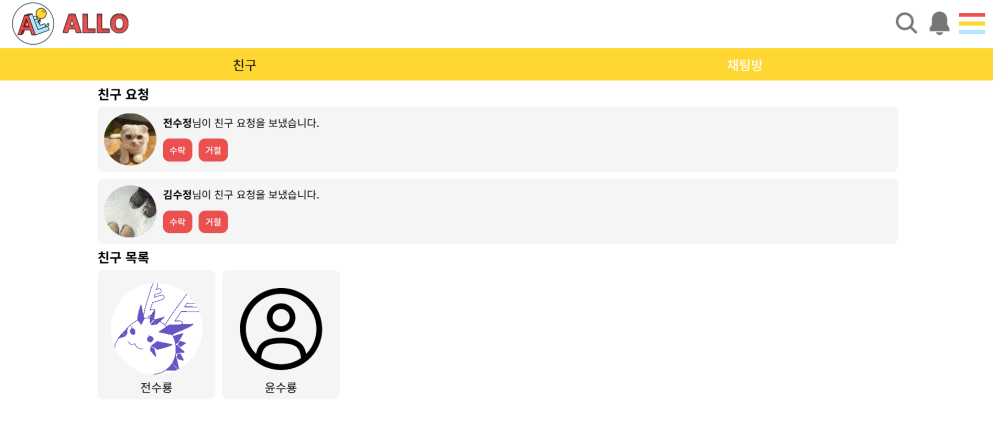 ALLO
친구
채팅방
친구 요청
전수정님이 친구 요청을 보냈습니다.
수락 거절
김수정님이 친구 요청을 보냈습니다.
수락 거절
친구 목록
전수룡
윤수룡